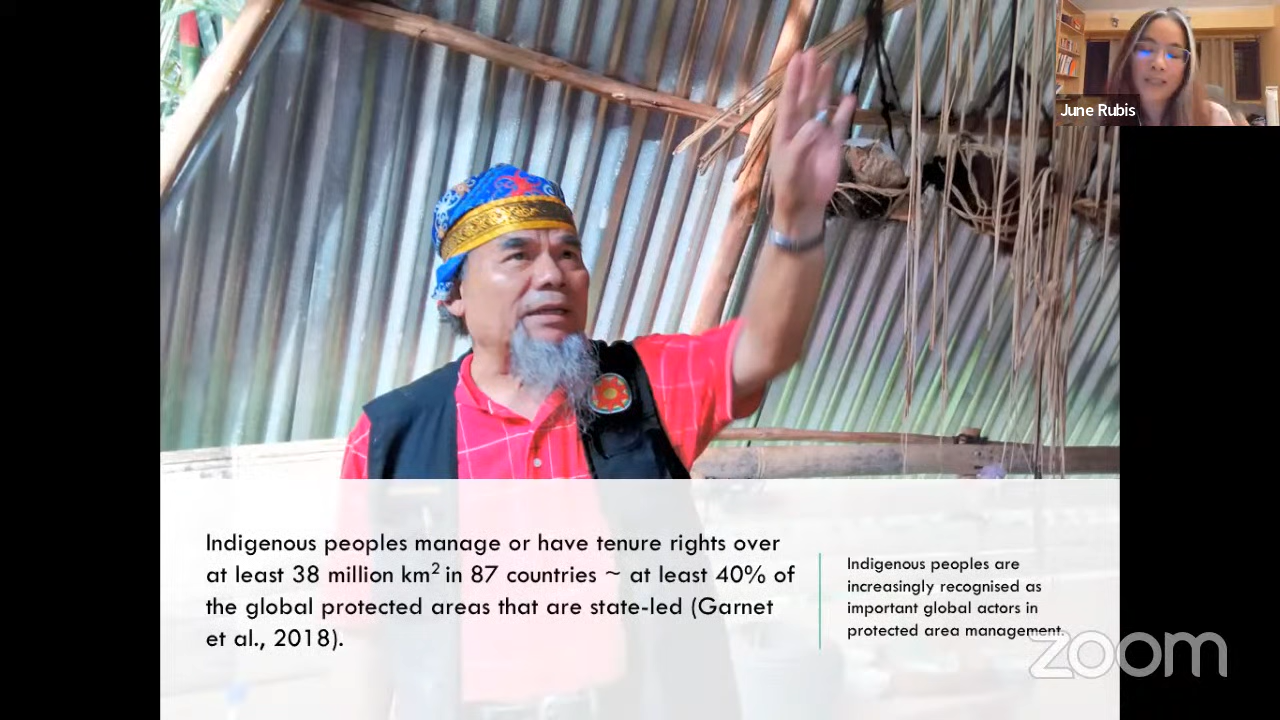 June Rubis
Indigenous peoples manage or have tenure rights over
at least 38 million km² in 87 countries ~ at least 40% of
the global protected areas that are state-led (Garnet
et al., 2018).
Indigenous peoples are
increasingly recognised as
important global actors in
protected area management.
zoom